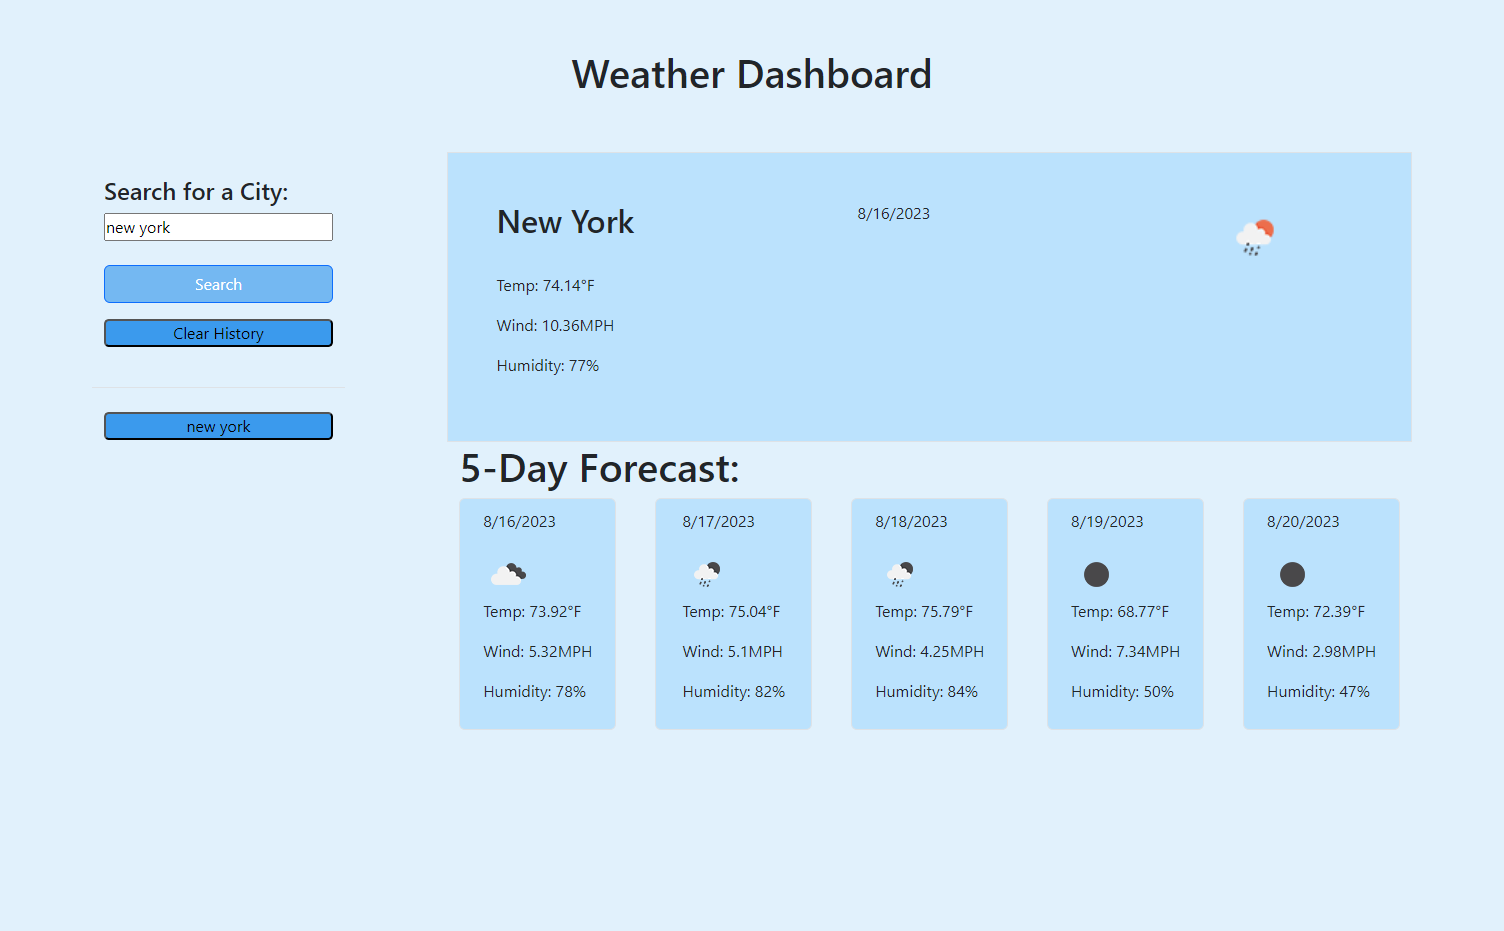 Weather Dashboard
Search for a City:
new york
Search
Clear History
new york
New York
8/16/2023
Temp: 74.14°F
Wind: 10.36MPH
Humidity: 77%
5-Day Forecast:
8/16/2023
Temp: 73.92°F
Wind: 5.32MPH
Humidity: 78%
8/17/2023
Temp: 75.04°F
Wind: 5.1MPH
Humidity: 82%
8/18/2023
Temp: 75.79°F
Wind: 4.25MPH
Humidity: 84%
8/19/2023
Temp: 68.77°F
Wind: 7.34MPH
Humidity: 50%
8/20/2023
Temp: 72.39°F
Wind: 2.98MPH
Humidity: 47%